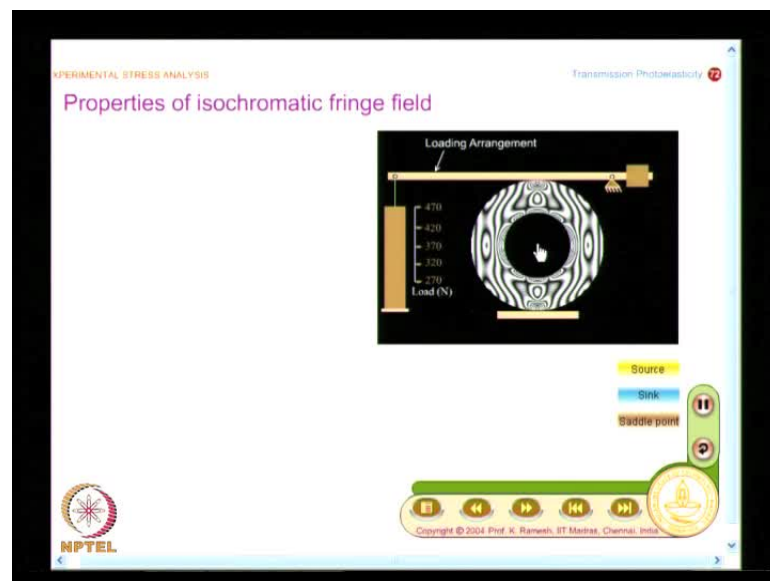 XPERIMENTAL STRESS ANALYSIS
Transmission Photoelasticity 72
Properties of isochromatic fringe field
Loading Arrangement
470
420
370
320
270
Load (N)
Source
Sink
Saddle point
Copyright © 2004 Prof. K. Ramesh, IIT Madras, Chennai, India
NPTEL